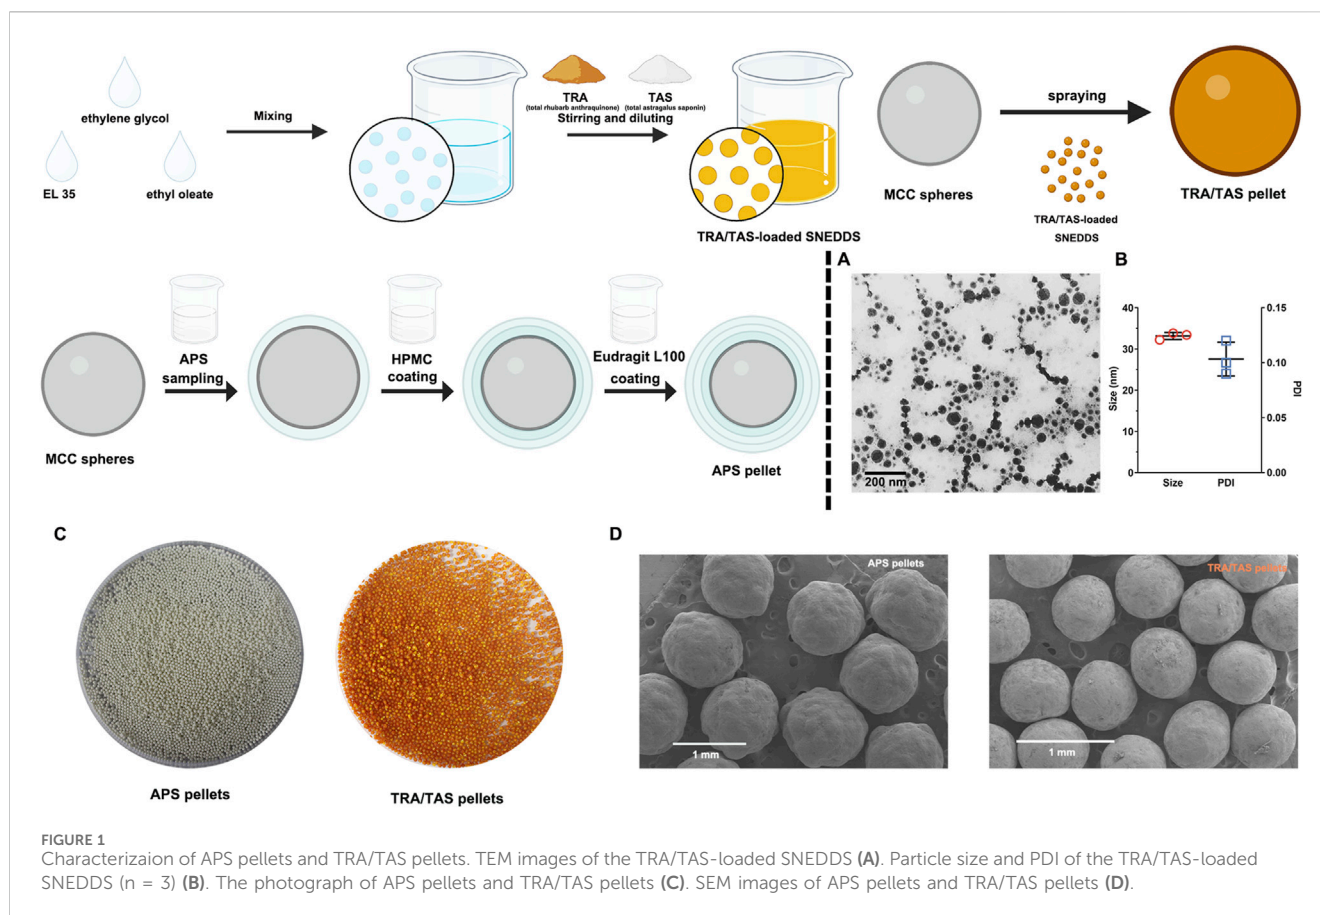 ethylene glycol
EL 35
ethyl oleate
Mixing
TRA
(total rhubarb anthraquinone)
TAS
(total astragalus saponin)
Stirring and diluting
TRA/TAS-loaded SNEDDS
MCC spheres
spraying
TRA/TAS-loaded
SNEDDS
TRA/TAS pellet
MCC spheres
APS
sampling
HPMC
coating
Eudragit L100
coating
APS pellet
A
200 nm
B
40
30
20
10
0
Size (nm)
0.15
0.10
0.05
0.00
PDI
Size
PDI
C
APS pellets
TRA/TAS pellets
D
APS pellets
1 mm
TRA/TAS pellets
1 mm
FIGURE 1
Characterizaion of APS pellets and TRA/TAS pellets. TEM images of the TRA/TAS-loaded SNEDDS (A). Particle size and PDI of the TRA/TAS-loaded
SNEDDS (n = 3) (B). The photograph of APS pellets and TRA/TAS pellets (C). SEM images of APS pellets and TRA/TAS pellets (D).